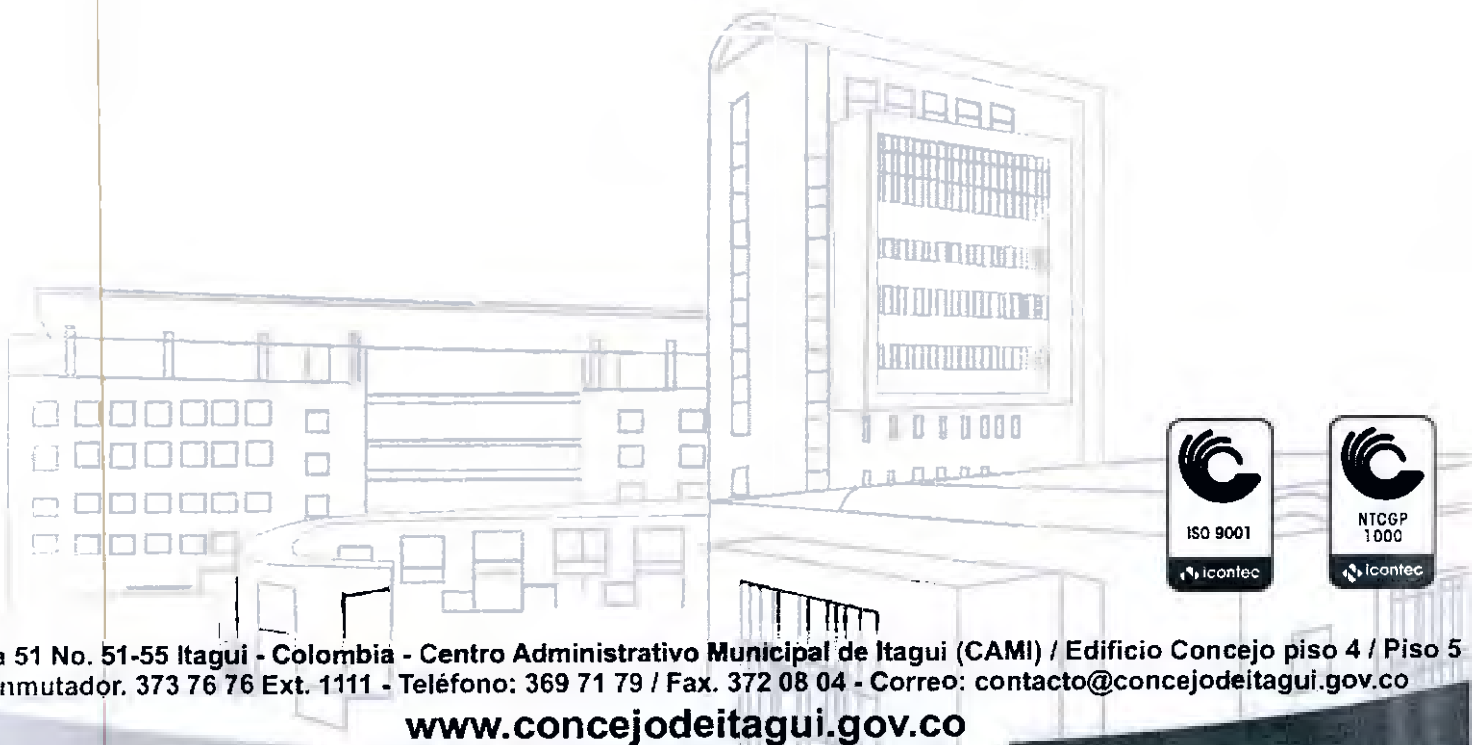 ISO 9001
icontec
NTCGP
1000
icontec
51 No. 51-55 Itagui - Colombia - Centro Administrativo Municipal de Itagui (CAMI) / Edificio Concejo piso 4 / Piso 5
373 76 76 Ext. 1111 - Teléfono: 369 71 79 / Fax. 372 08 04 - Correo: contacto@concejodeitagui.gov.co
www.concejodeitagui.gov.co